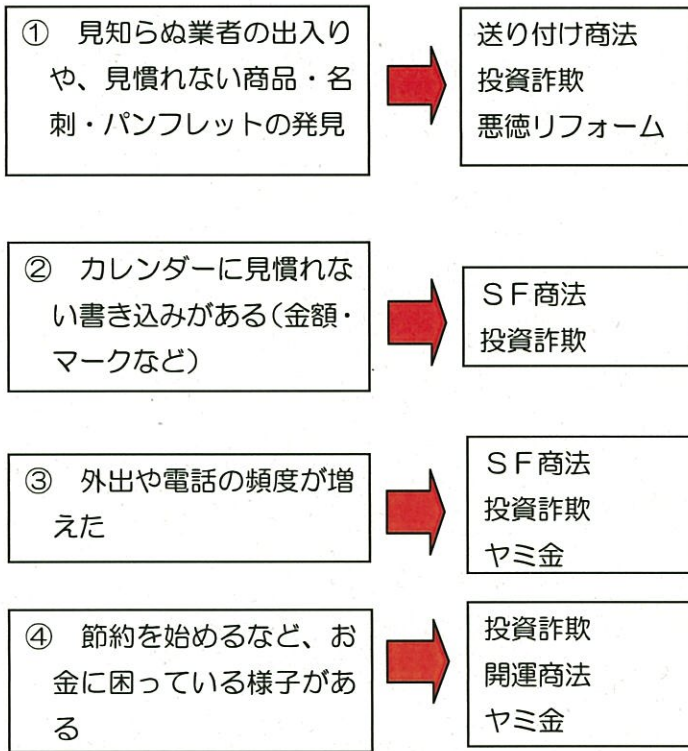 ① 見知らぬ業者の出入り
や、見慣れない商品・名
刺・パンフレットの発見
送り付け商法
投資詐欺
悪徳リフォーム
② カレンダーに見慣れな
い書き込みがある(金額・
マークなど)
ＳＦ商法
投資詐欺
③ 外出や電話の頻度が増
えた
ＳＦ商法
投資詐欺
ヤミ金
④ 節約を始めるなど、お
金に困っている様子があ
る
投資詐欺
開運商法
ヤミ金